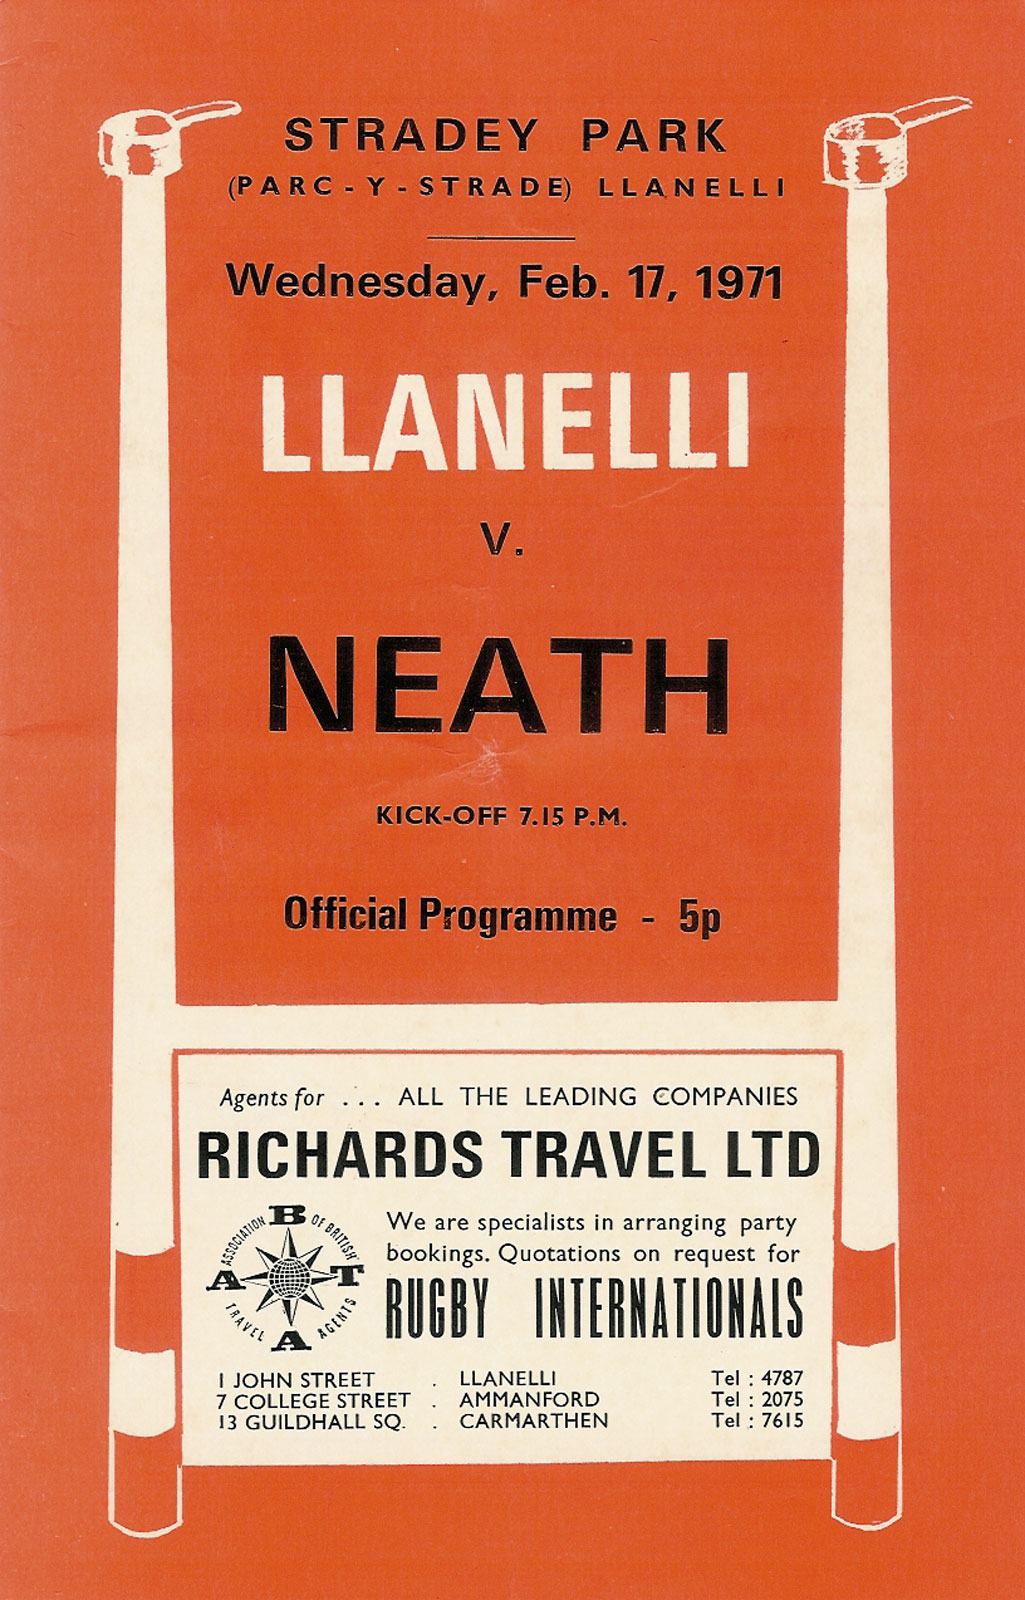 STRADEY PARK
(PARC-Y-STRADE) LLANELLI
Wednesday, Feb. 17, 1971
LLANELLI
V.
NEATH
KICK-OFF 7.15 P.M.
Official Programme - 5p
Agents for ... ALL THE LEADING COMPANIES
RICHARDS TRAVEL LTD
ABTA
ASSOCIATION OF BRITISH TRAVEL AGENTS
We are specialists in arranging party
bookings. Quotations on request for
RUGBY INTERNATIONALS
1 JOHN STREET . LLANELLI Tel : 4787
7 COLLEGE STREET . AMMANFORD Tel : 2075
13 GUILDHALL SQ. . CARMARTHEN Tel : 7615